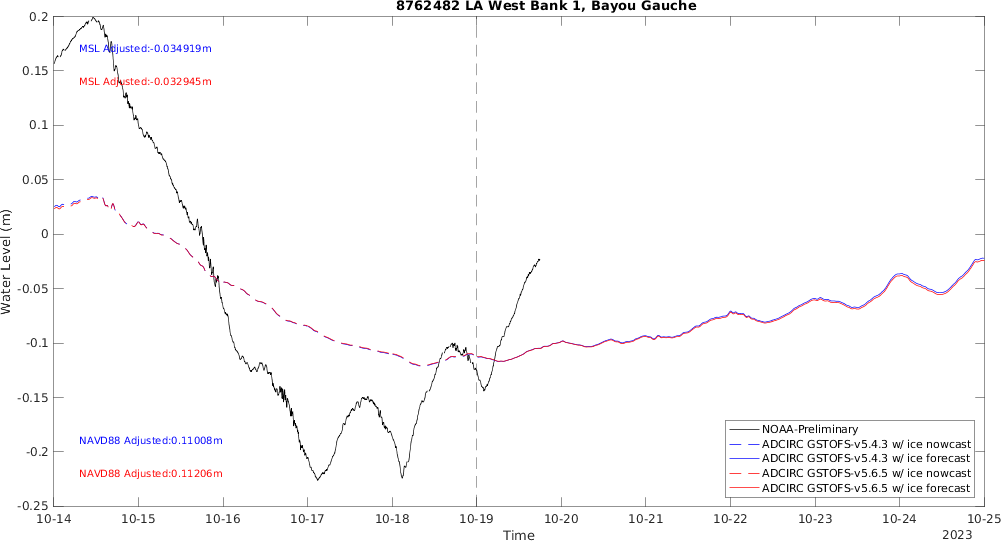 8762482 LA West Bank 1, Bayou Gauche
0.2
MSL Adjusted:-0.034919m
0.15
MSL Adjusted:-0.032945m
0.1
0.05
0
-0.05
-0.1
-0.15
-0.2
-0.25
Water Level (m)
NAVD88 Adjusted:0.11008m
NAVD88 Adjusted:0.11206m
NOAA-Preliminary
ADCIRC GSTOFS-v5.4.3 w/ ice nowcast
ADCIRC GSTOFS-v5.4.3 w/ ice forecast
ADCIRC GSTOFS-v5.6.5 w/ ice nowcast
ADCIRC GSTOFS-v5.6.5 w/ ice forecast
10-14 10-15 10-16 10-17 10-18 10-19 10-20 10-21 10-22 10-23 10-24 10-25
Time
2023